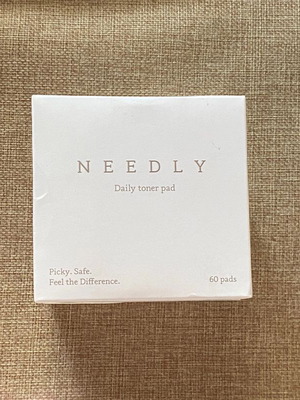 NEEDLY
Daily toner pad
Picky. Safe.
Feel the Difference.
60 pads